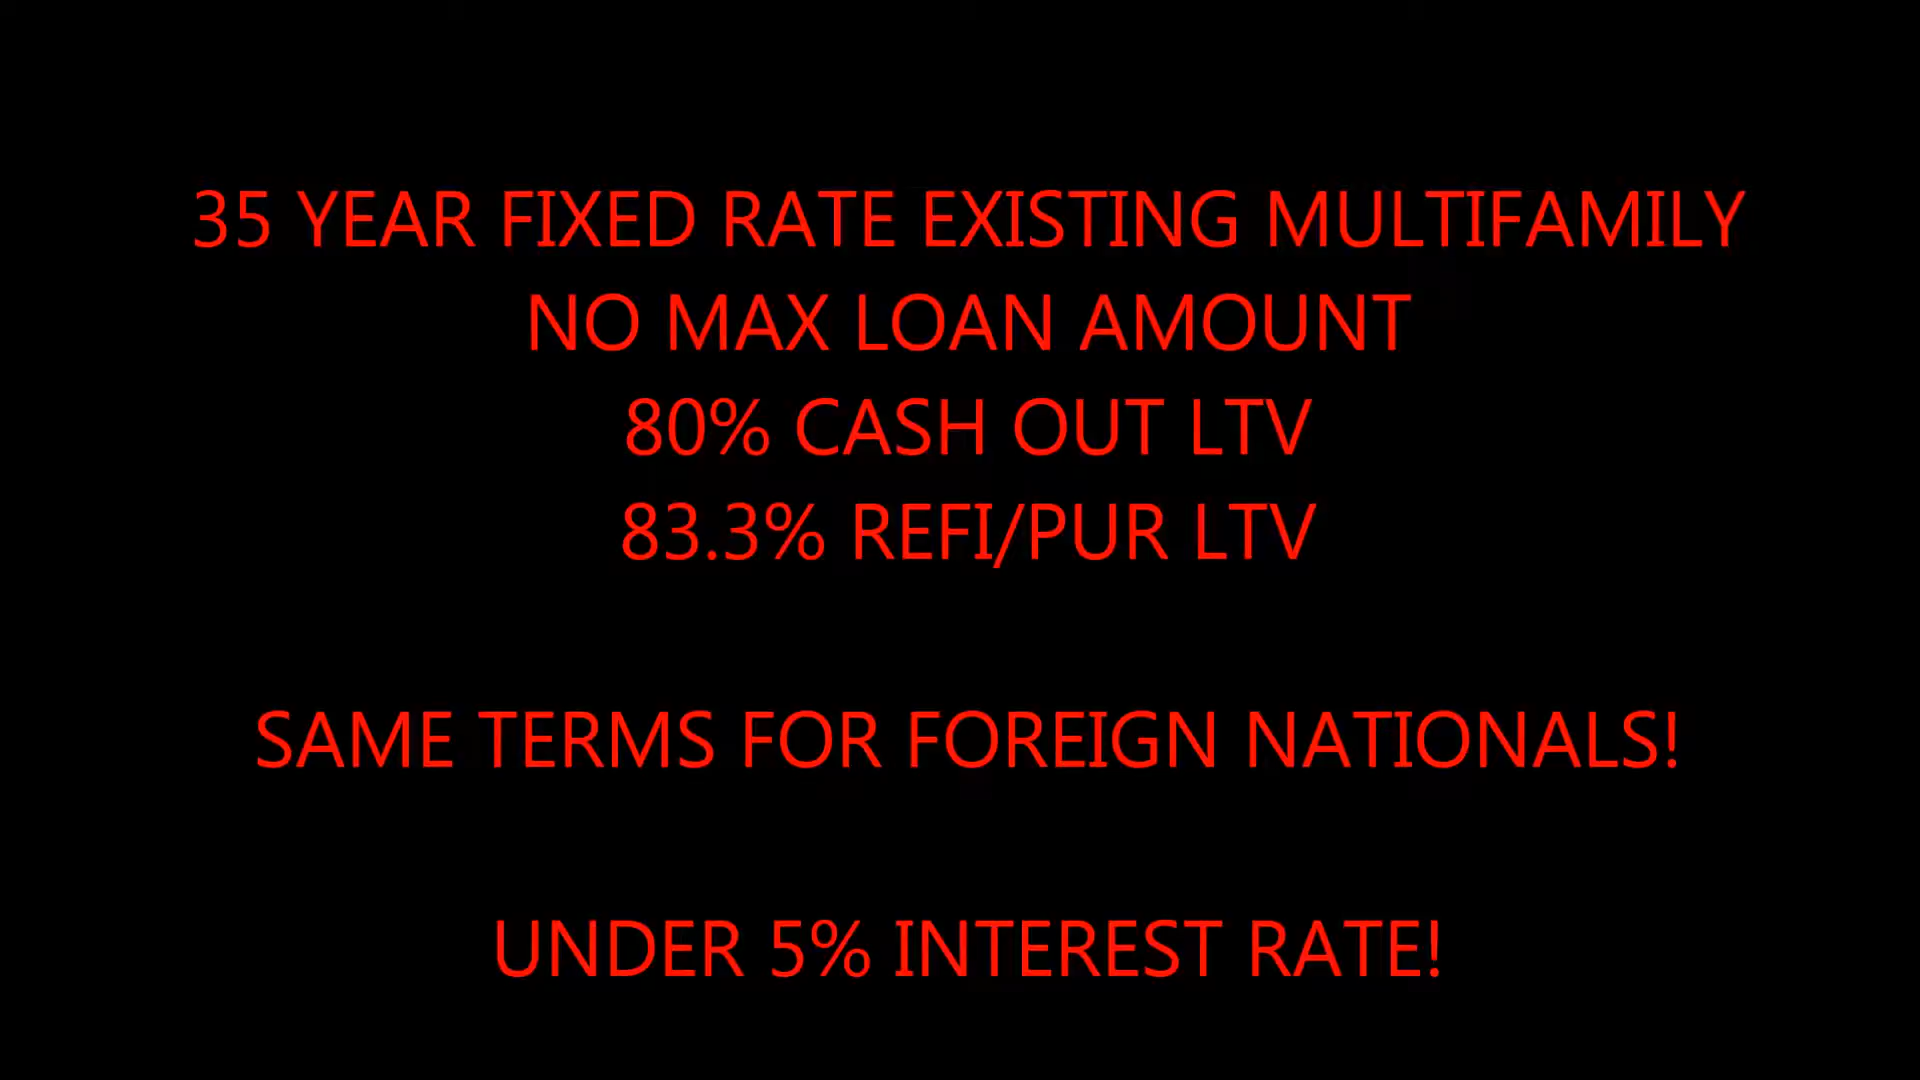 35 YEAR FIXED RATE EXISTING MULTIFAMILY
NO MAX LOAN AMOUNT
80% CASH OUT LTV
83.3% REFI/PUR LTV
SAME TERMS FOR FOREIGN NATIONALS!
UNDER 5% INTEREST RATE!